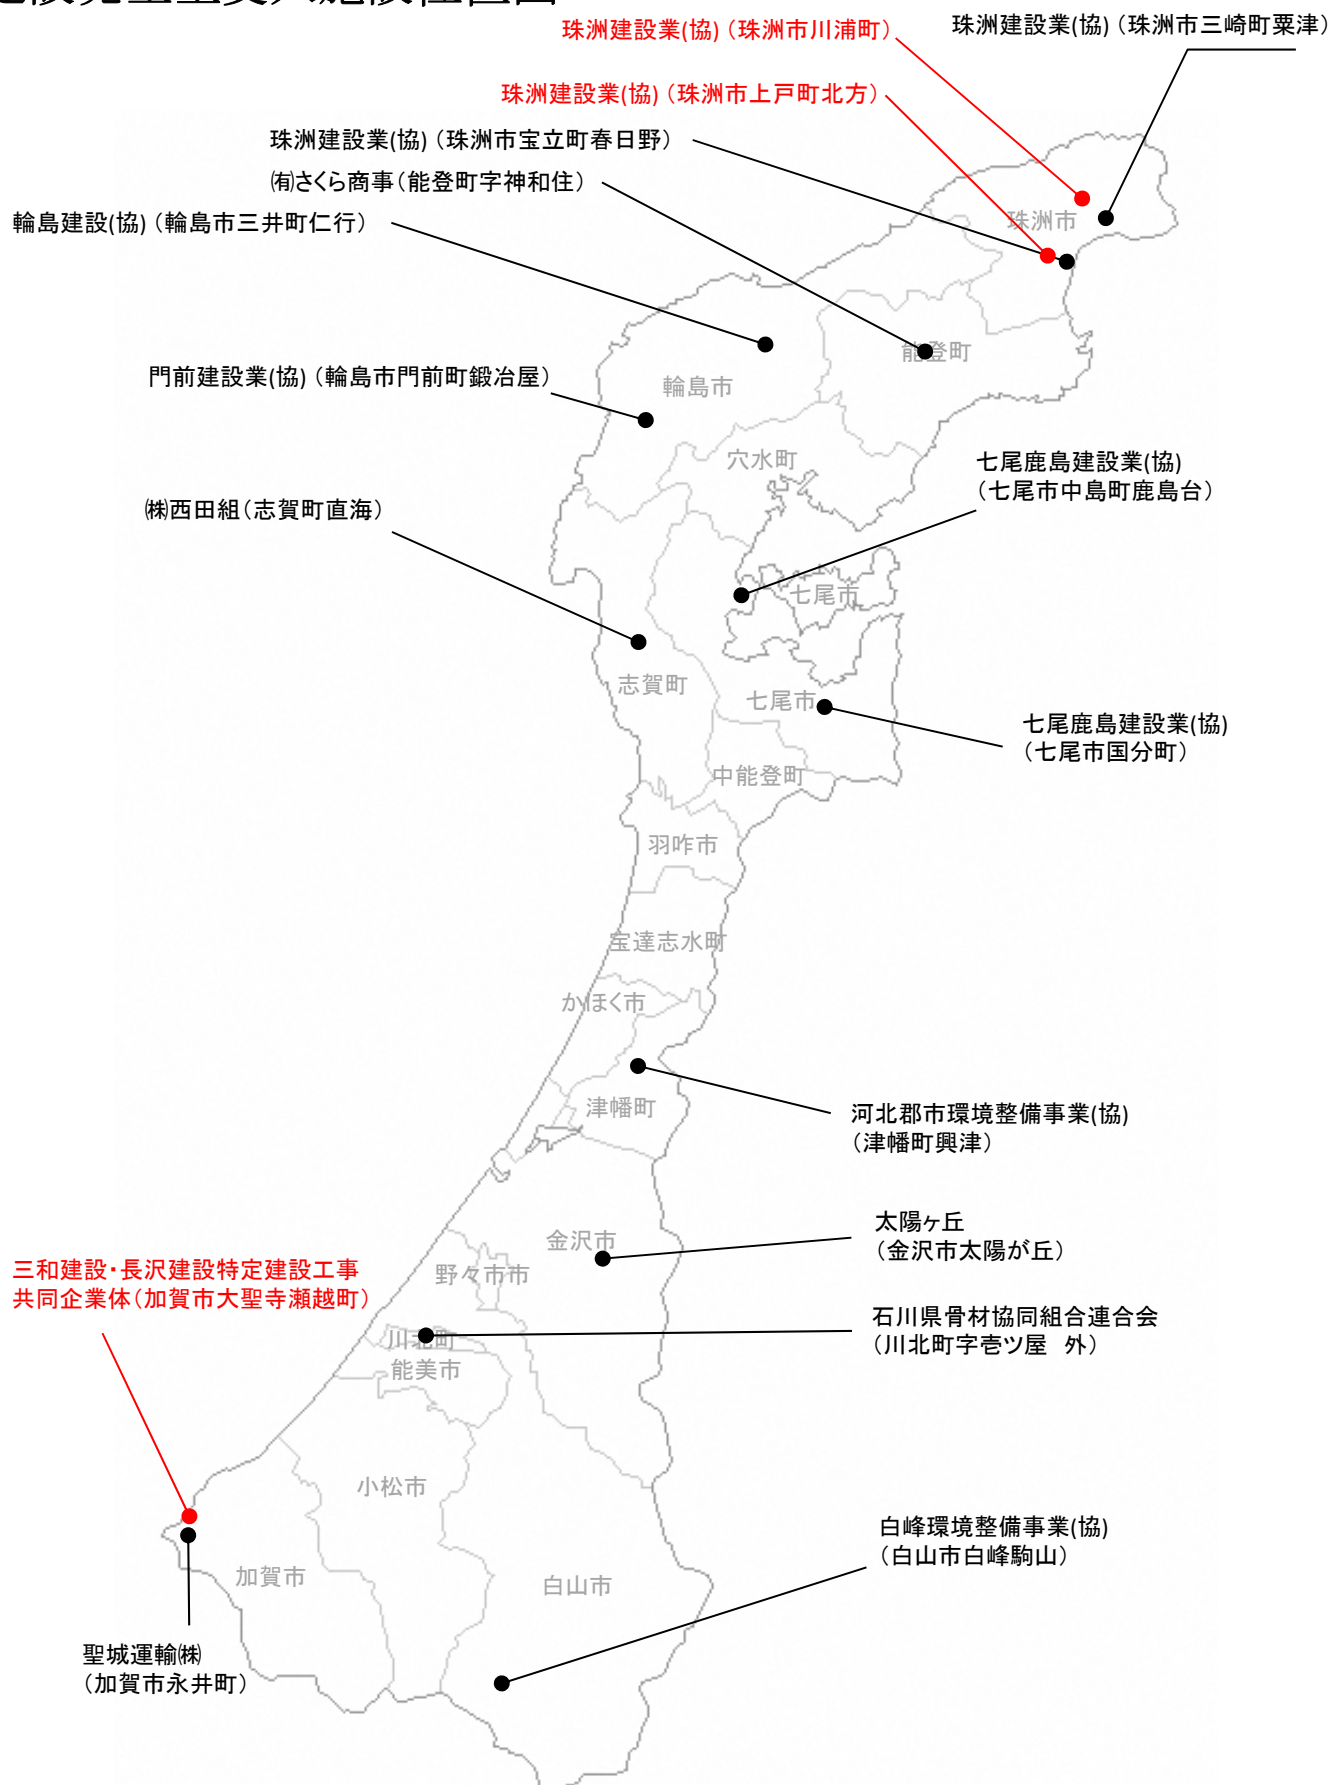 珠洲建設業(協)（珠洲市川浦町）
珠洲建設業(協)（珠洲市三崎町粟津）
珠洲建設業(協)（珠洲市上戸町北方）
珠洲建設業(協)（珠洲市宝立町春日野）
㈲さくら商事（能登町字神和住）
輪島建設(協)（輪島市三井町仁行）
珠洲市
能登町
門前建設業(協)（輪島市門前町鍛冶屋）
輪島市
穴水町
七尾鹿島建設業(協)
（七尾市中島町鹿島台）
㈱西田組（志賀町直海）
七尾市
志賀町
七尾市
七尾鹿島建設業(協)
（七尾市国分町）
中能登町
羽咋市
宝達志水町
かほく市
津幡町
河北郡市環境整備事業(協)
（津幡町興津）
金沢市
太陽ヶ丘
（金沢市太陽が丘）
野々市市
三和建設・長沢建設特定建設工事
共同企業体（加賀市大聖寺瀬越町）
石川県骨材協同組合連合会
（川北町字壱ツ屋　外）
川北町
能美市
小松市
白峰環境整備事業(協)
（白山市白峰駒山）
加賀市
白山市
聖城運輸㈱
（加賀市永井町）